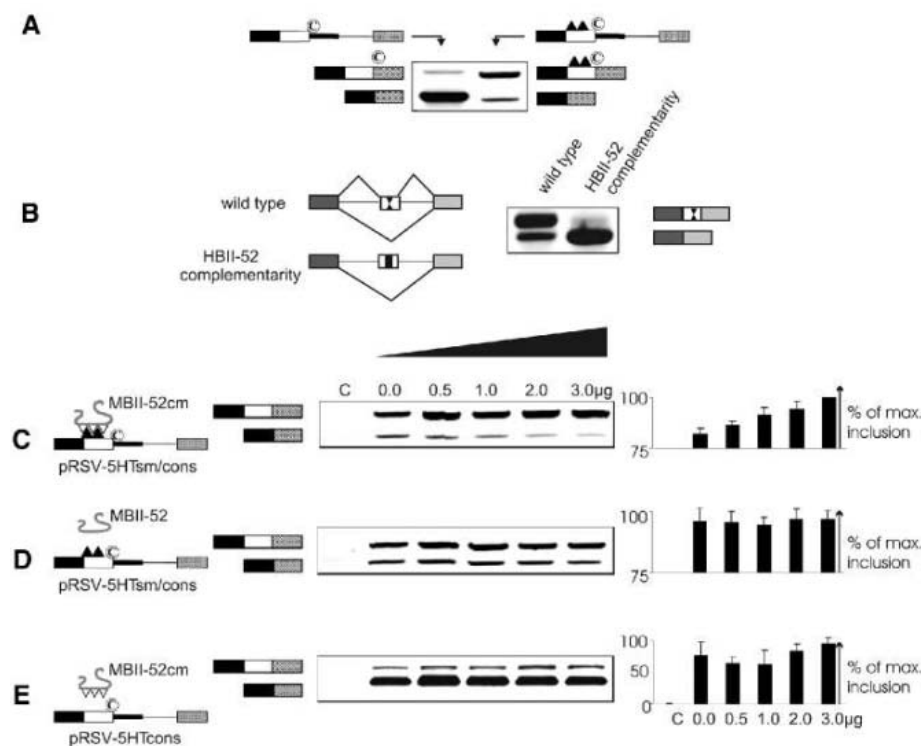 A
C
C
C
C
B
wild type
HBII-52
complementarity
wild type
HBII-52
complementarity
C
MBII-52cm
C
pRSV-5HTsm/cons
C
0.0
0.5
1.0
2.0
3.0µg
100
75
% of max.
inclusion
D
MBII-52
C
pRSV-5HTsm/cons
100
75
% of max.
inclusion
E
MBII-52cm
C
pRSV-5HTcons
100
50
0
C
0.0
0.5
1.0
2.0
3.0µg
% of max.
inclusion